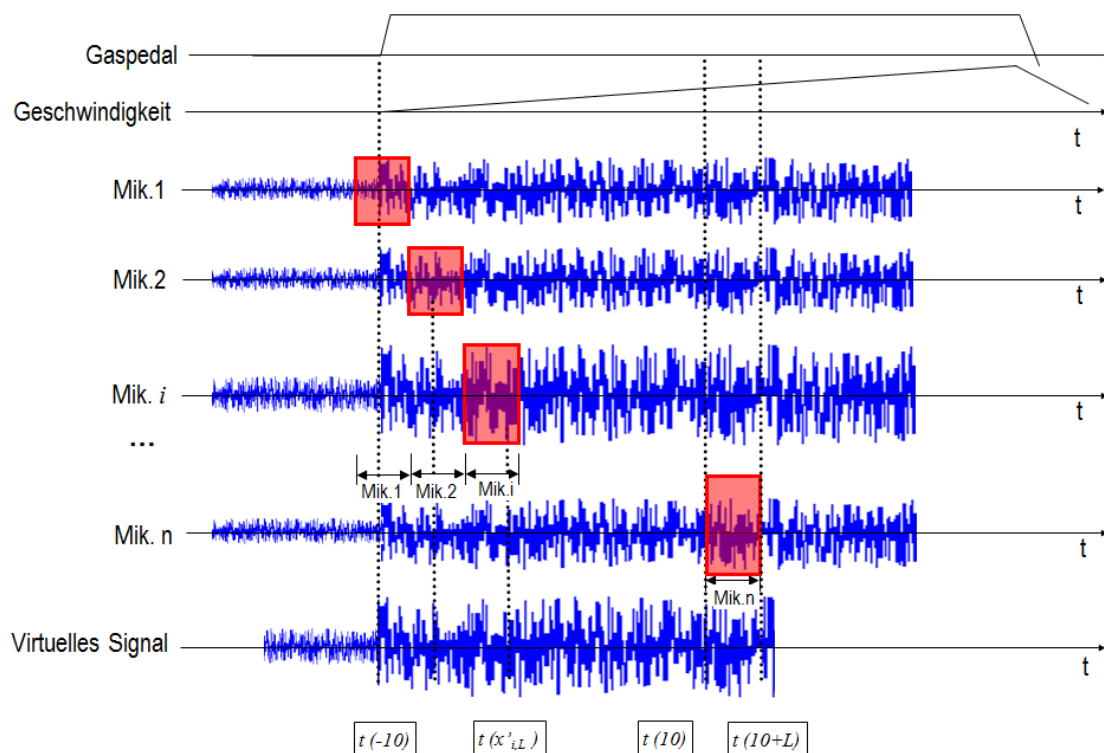 Gaspedal
Geschwindigkeit
t
Mik.1
t
Mik.2
t
Mik. i
t
...
Mik.1 Mik.2 Mik.i
Mik. n
t
Mik.n
Virtuelles Signal
t
t (-10) t (x'i,L ) t (10) t (10+L)